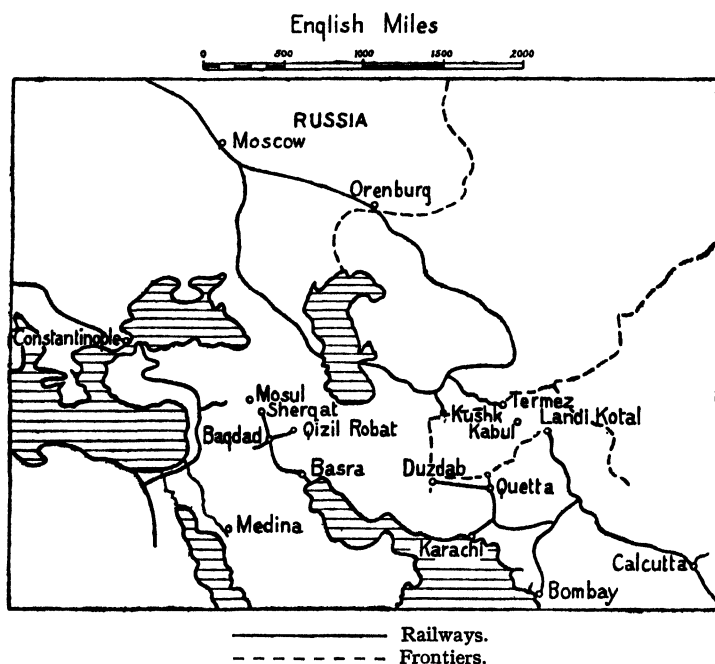 English Miles
0 500 1000 1500 2000
RUSSIA
Moscow
Orenburg
Constantinople
Mosul
Sherqat
Baqdad
Qizil Robat
Basra
Medina
Kushk
Termez
Kabul
Landi Kotal
Duzdab
Quetta
Karachi
Calcutta
Bombay
Railways.
Frontiers.